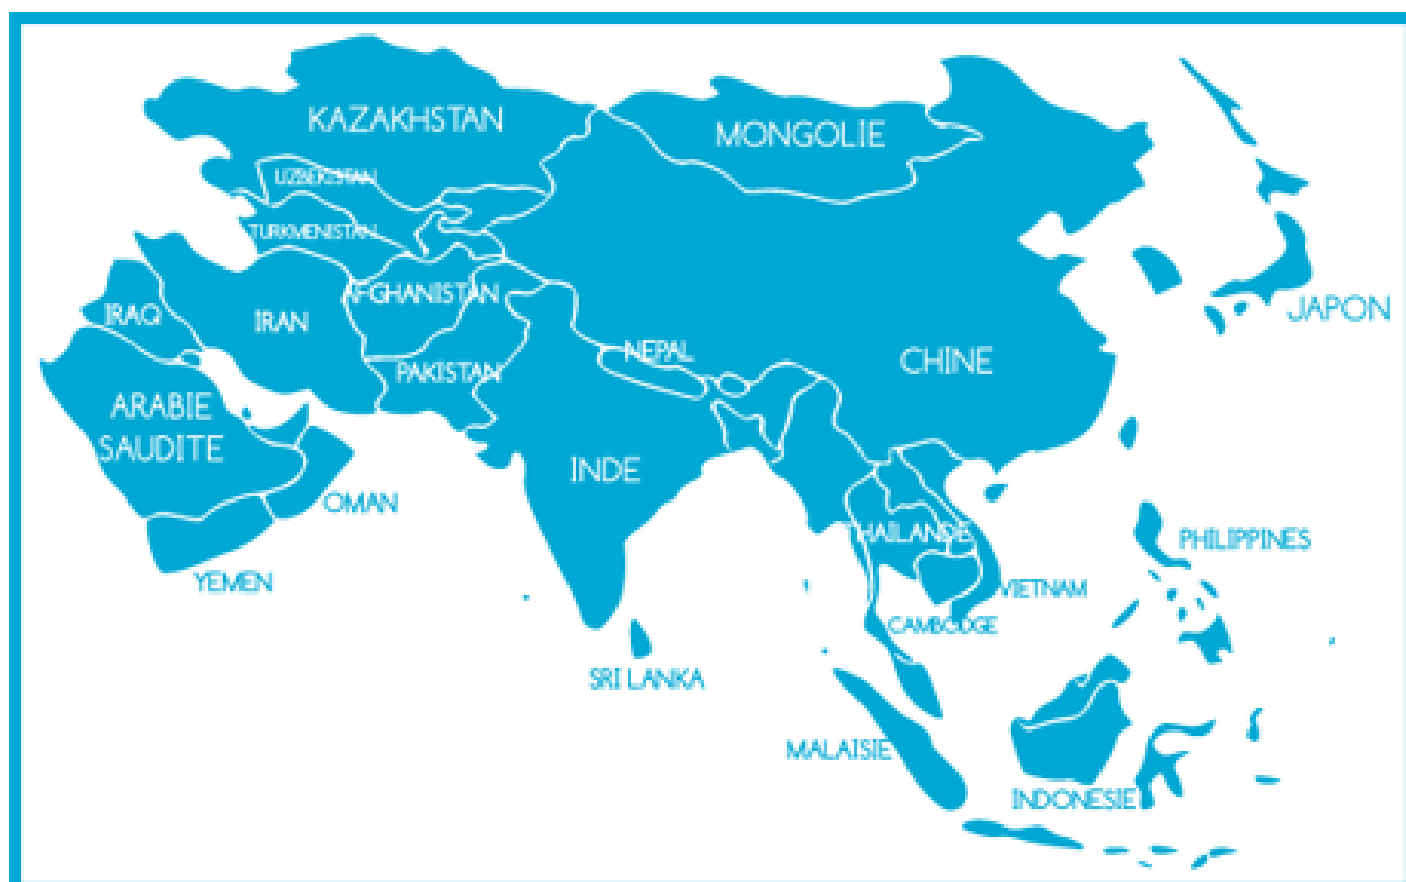 KAZAKHSTAN
MONGOLIE
UZBEKISTAN
TURKMENISTAN
AFGHANISTAN
IRAQ
IRAN
JAPON
NEPAL
CHINE
PAKISTAN
ARABIE
SAUDITE
INDE
OMAN
THAILANDE
PHILIPPINES
YEMEN
VIETNAM
CAMBODGE
SRI LANKA
MALAISIE
INDONESIE